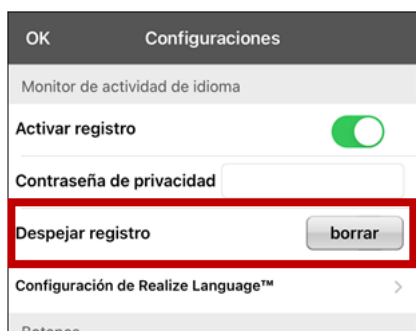 OK Configuraciones
Monitor de actividad de idioma
Activar registro
Contraseña de privacidad
Despejar registro borrar
Configuración de Realize Language™
Botones